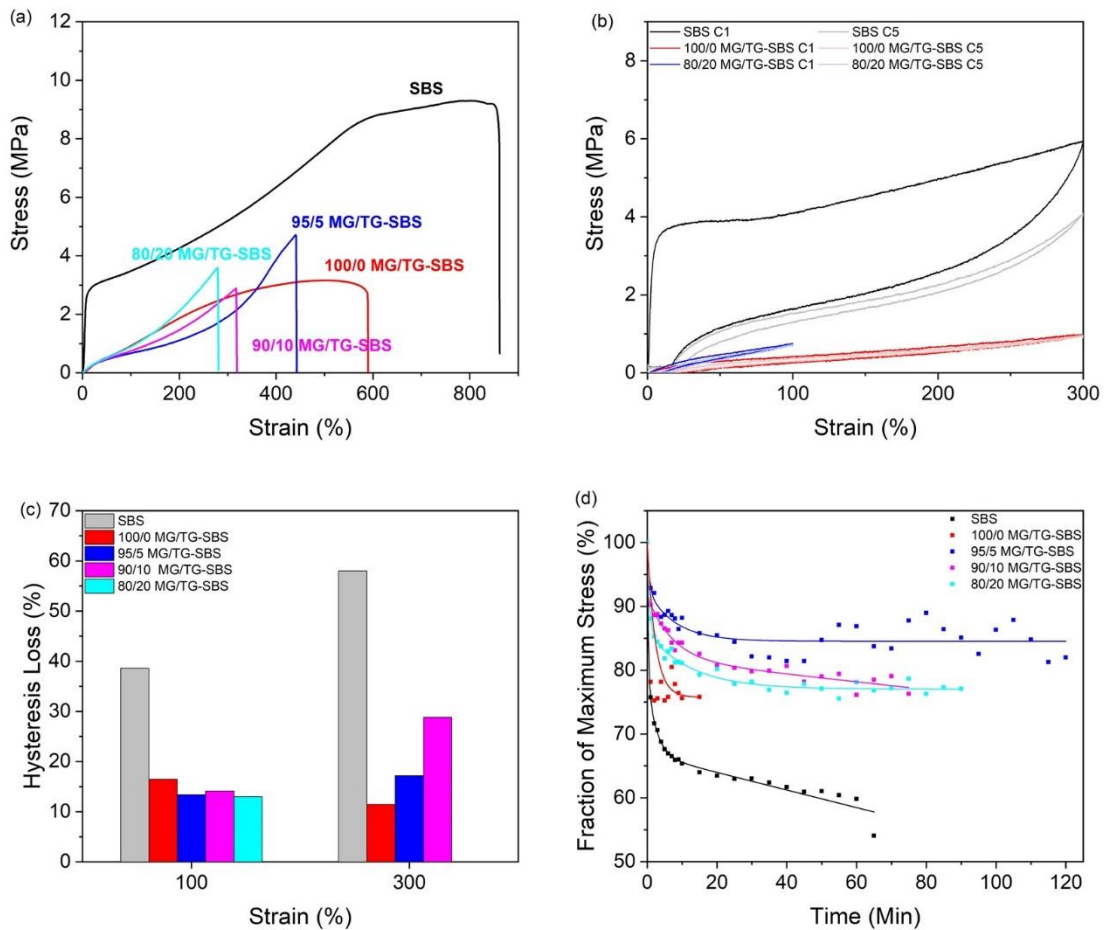 (a)
12
10
8
6
4
2
0
Stress (MPa)
SBS
95/5 MG/TG-SBS
80/20 MG/TG-SBS
100/0 MG/TG-SBS
90/10 MG/TG-SBS
0 200 400 600 800
Strain (%)
(b)
8
6
4
2
0
Stress (MPa)
SBS C1 SBS C5
100/0 MG/TG-SBS C1 100/0 MG/TG-SBS C5
80/20 MG/TG-SBS C1 80/20 MG/TG-SBS C5
0 100 200 300
Strain (%)
(c)
70
60
50
40
30
20
10
0
Hysteresis Loss (%)
SBS
100/0 MG/TG-SBS
95/5 MG/TG-SBS
90/10 MG/TG-SBS
80/20 MG/TG-SBS
100 300
Strain (%)
(d)
100
90
80
70
60
50
Fraction of Maximum Stress (%)
SBS
100/0 MG/TG-SBS
95/5 MG/TG-SBS
90/10 MG/TG-SBS
80/20 MG/TG-SBS
0 20 40 60 80 100 120
Time (Min)